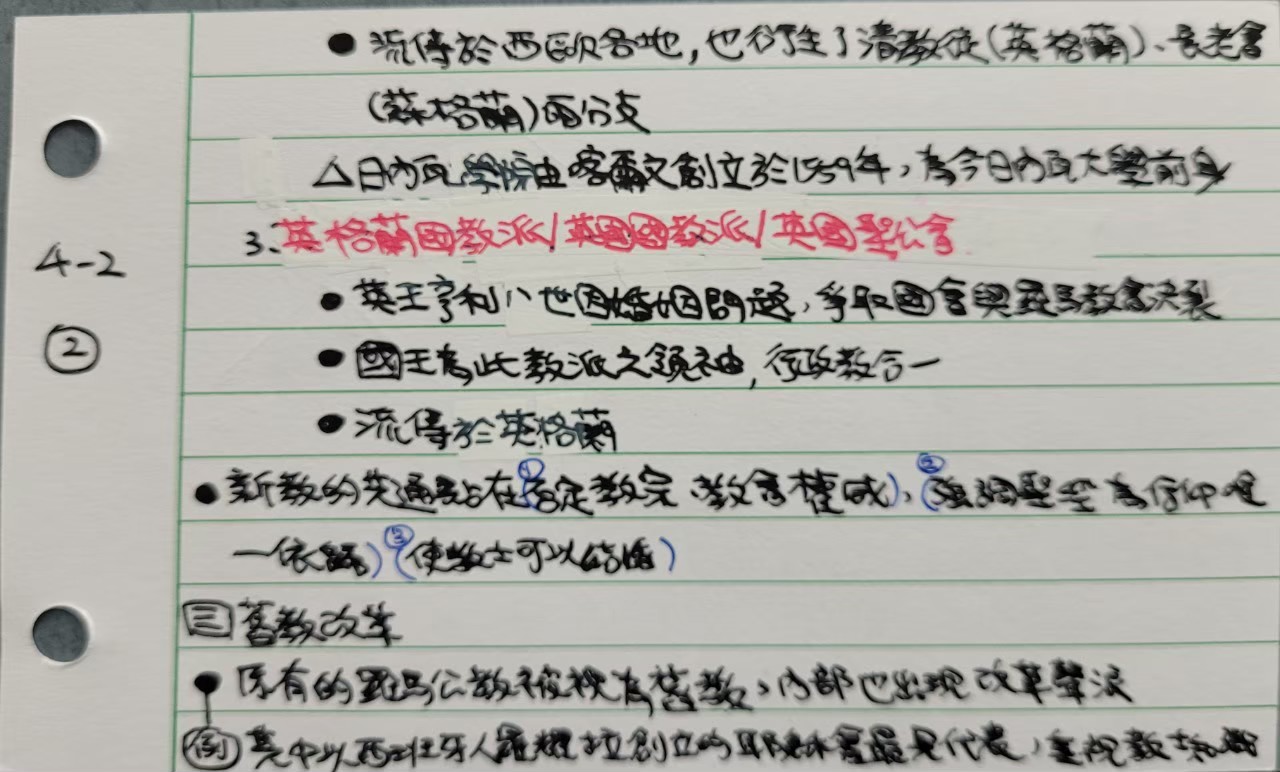 ● 流傳於西歐各地，也衍生了清教徒(英格蘭)、長老會
(蘇格蘭)兩分支
△日內瓦學院由喀爾文創立於1559年，為今日內瓦大學前身
3.英格蘭國教派/英國國教派/英國聖公會
4-2
● 英王亨利八世因婚姻問題，爭取國會與羅馬教會決裂
②
● 國王為此教派之領袖，行政教合一
● 流傳於英格蘭
● 新教的共通點在①(否定教宗、教會權威)、②(強調聖經為信仰唯
一依歸)③(使教士可以結婚)
三 舊教改革
● 原有的羅馬公教被視為舊教，內部也出現改革聲浪
例 其中以西班牙人羅耀拉創立的耶穌會最具代表，重視教